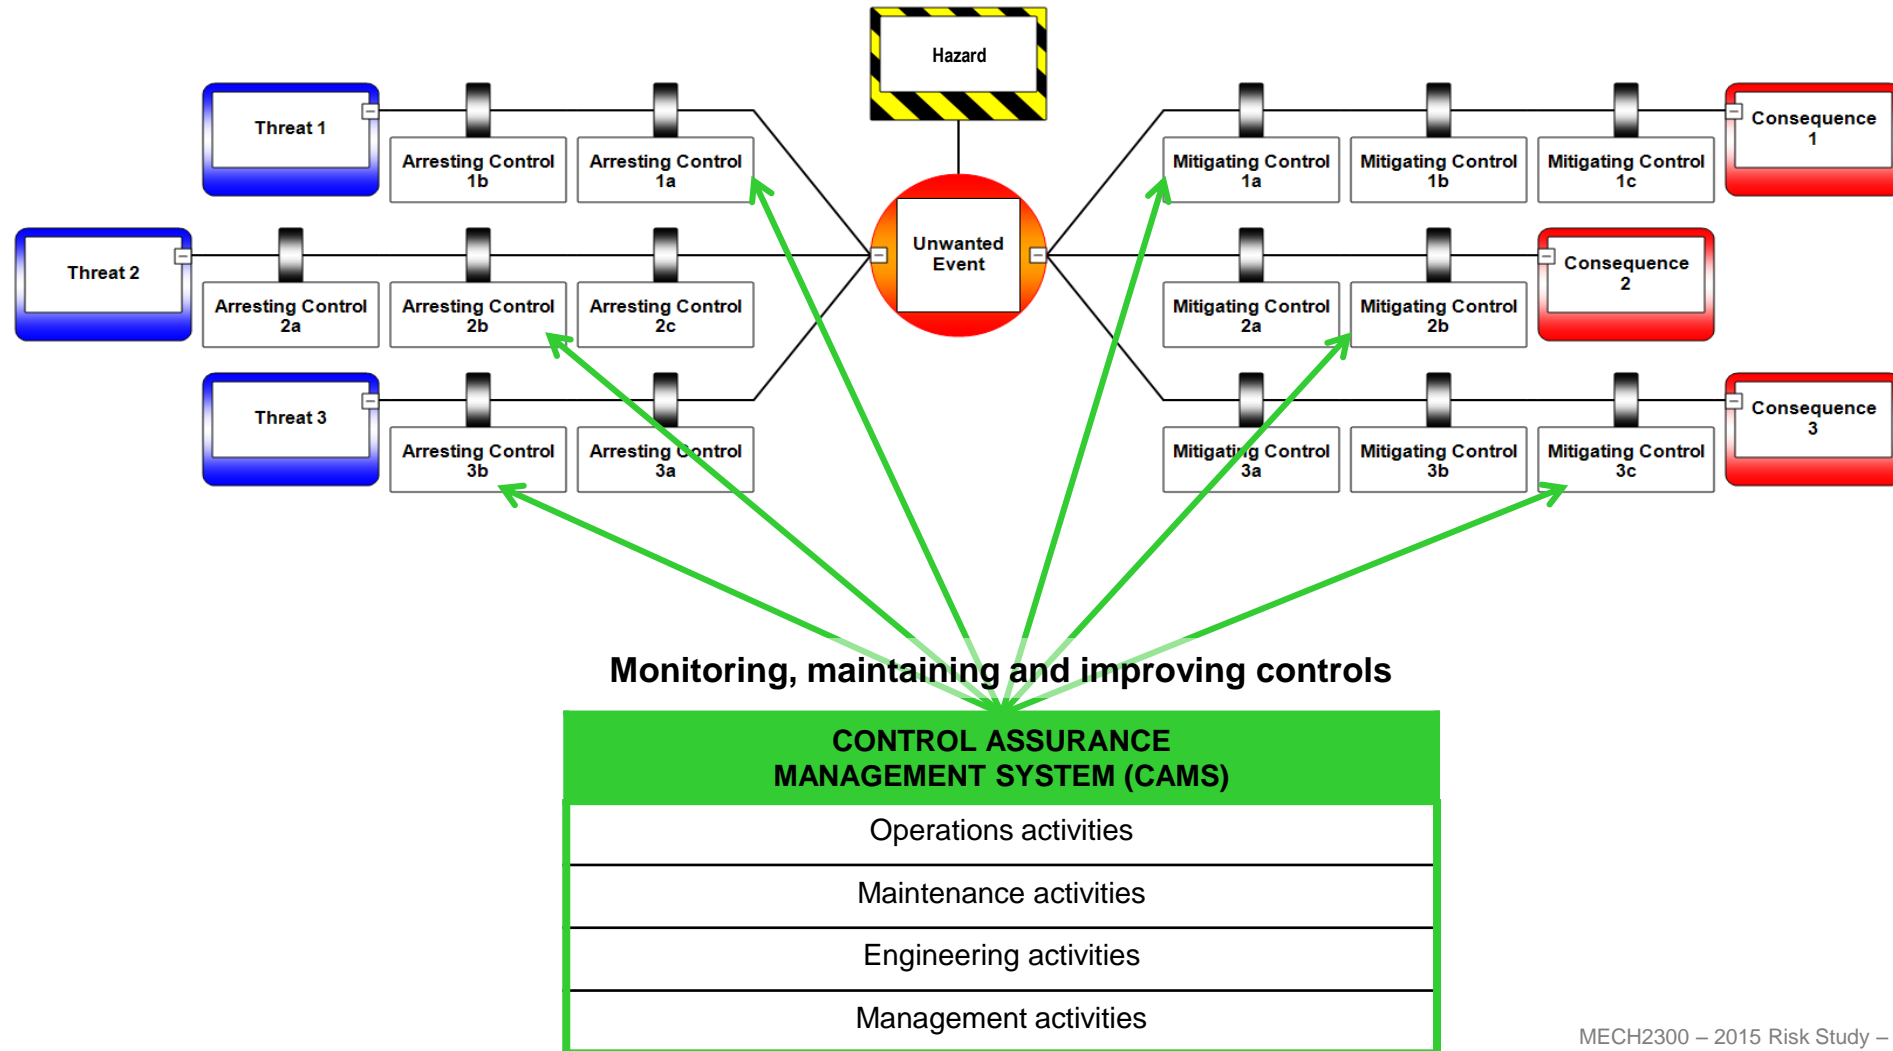 Hazard
Threat 1
Arresting Control
1b
Arresting Control
1a
Mitigating Control
1a
Mitigating Control
1b
Mitigating Control
1c
Consequence
1
Threat 2
Arresting Control
2a
Arresting Control
2b
Arresting Control
2c
Unwanted
Event
Mitigating Control
2a
Mitigating Control
2b
Consequence
2
Threat 3
Arresting Control
3b
Arresting Control
3a
Mitigating Control
3a
Mitigating Control
3b
Mitigating Control
3c
Consequence
3
Monitoring, maintaining and improving controls
CONTROL ASSURANCE
MANAGEMENT SYSTEM (CAMS)
Operations activities
Maintenance activities
Engineering activities
Management activities
MECH2300 – 2015 Risk Study –